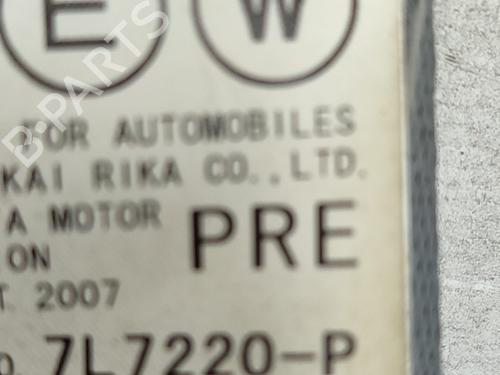 E W
FOR AUTOMOBILES
KAI RIKA CO., LTD.
A MOTOR
ON
PRE
T. 2007
o. 7L7220-P
B-PARTS